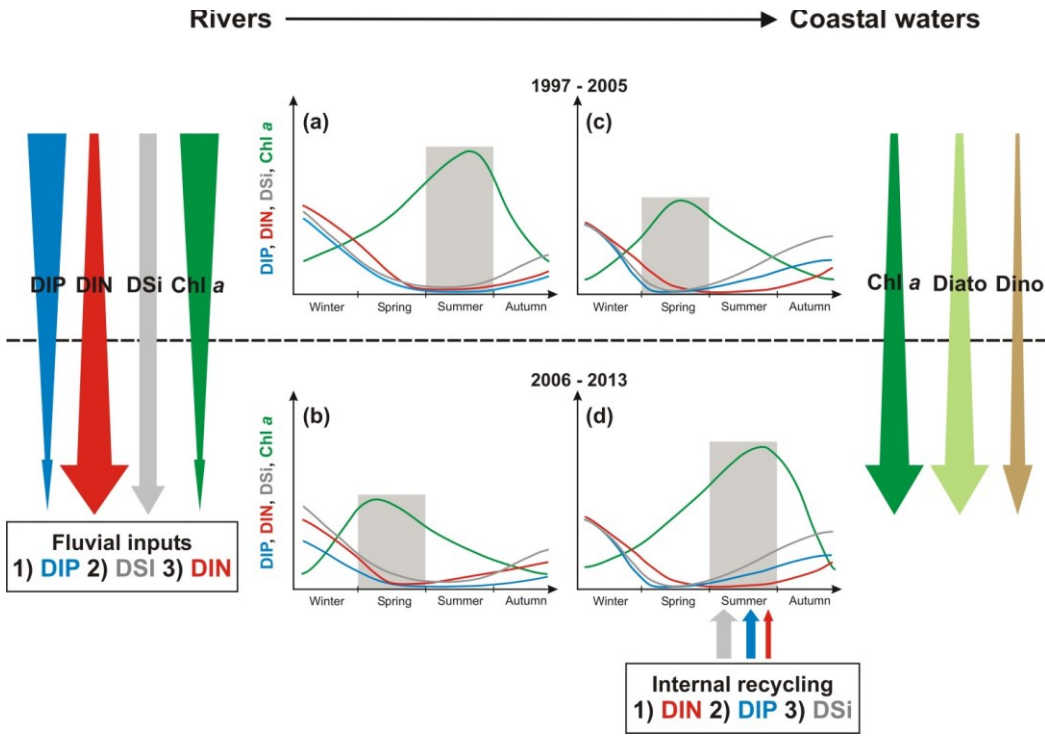 Rivers Coastal waters
1997 - 2005
(a) (c)
DIP, DIN, DSi, Chl a
Winter Spring Summer Autumn
Winter Spring Summer Autumn
DIP DIN DSi Chl a
Chl a Diato Dino
2006 - 2013
(b) (d)
DIP, DIN, DSi, Chl a
Winter Spring Summer Autumn
Winter Spring Summer Autumn
Fluvial inputs
1) DIP 2) DSI 3) DIN
Internal recycling
1) DIN 2) DIP 3) DSi